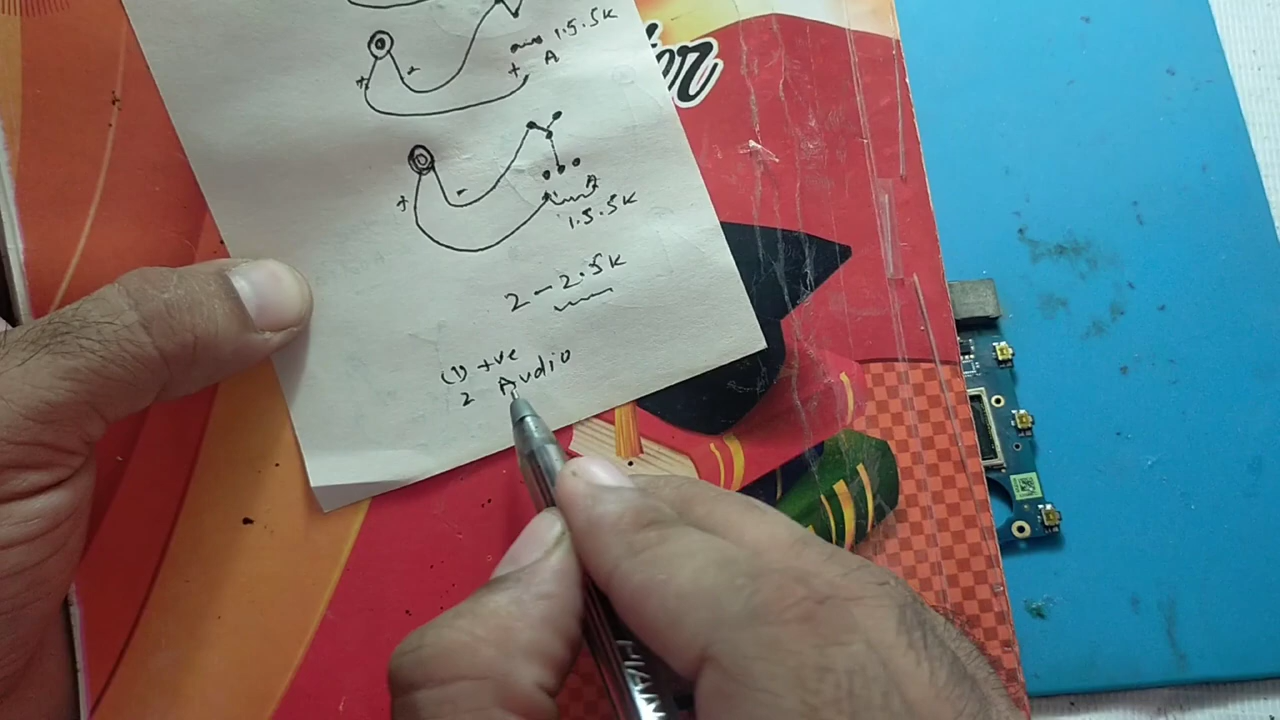 1.5.5K
+ A
+ -
+ -
A
1.5.5K
2 - 2.5K
(1) +ve
2 Audio